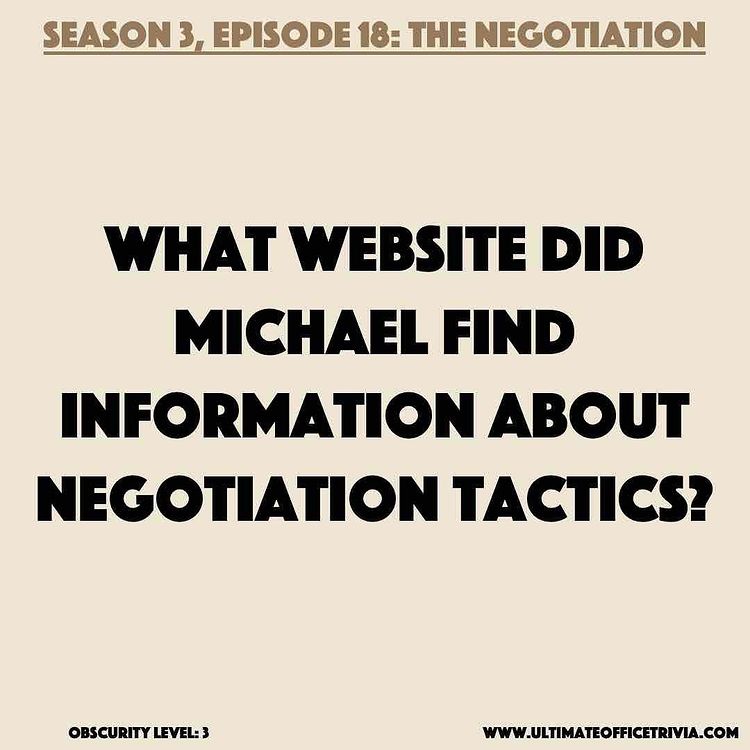 SEASON 3, EPISODE 18: THE NEGOTIATION
WHAT WEBSITE DID
MICHAEL FIND
INFORMATION ABOUT
NEGOTIATION TACTICS?
OBSCURITY LEVEL: 3
WWW.ULTIMATEOFFICETRIVIA.COM